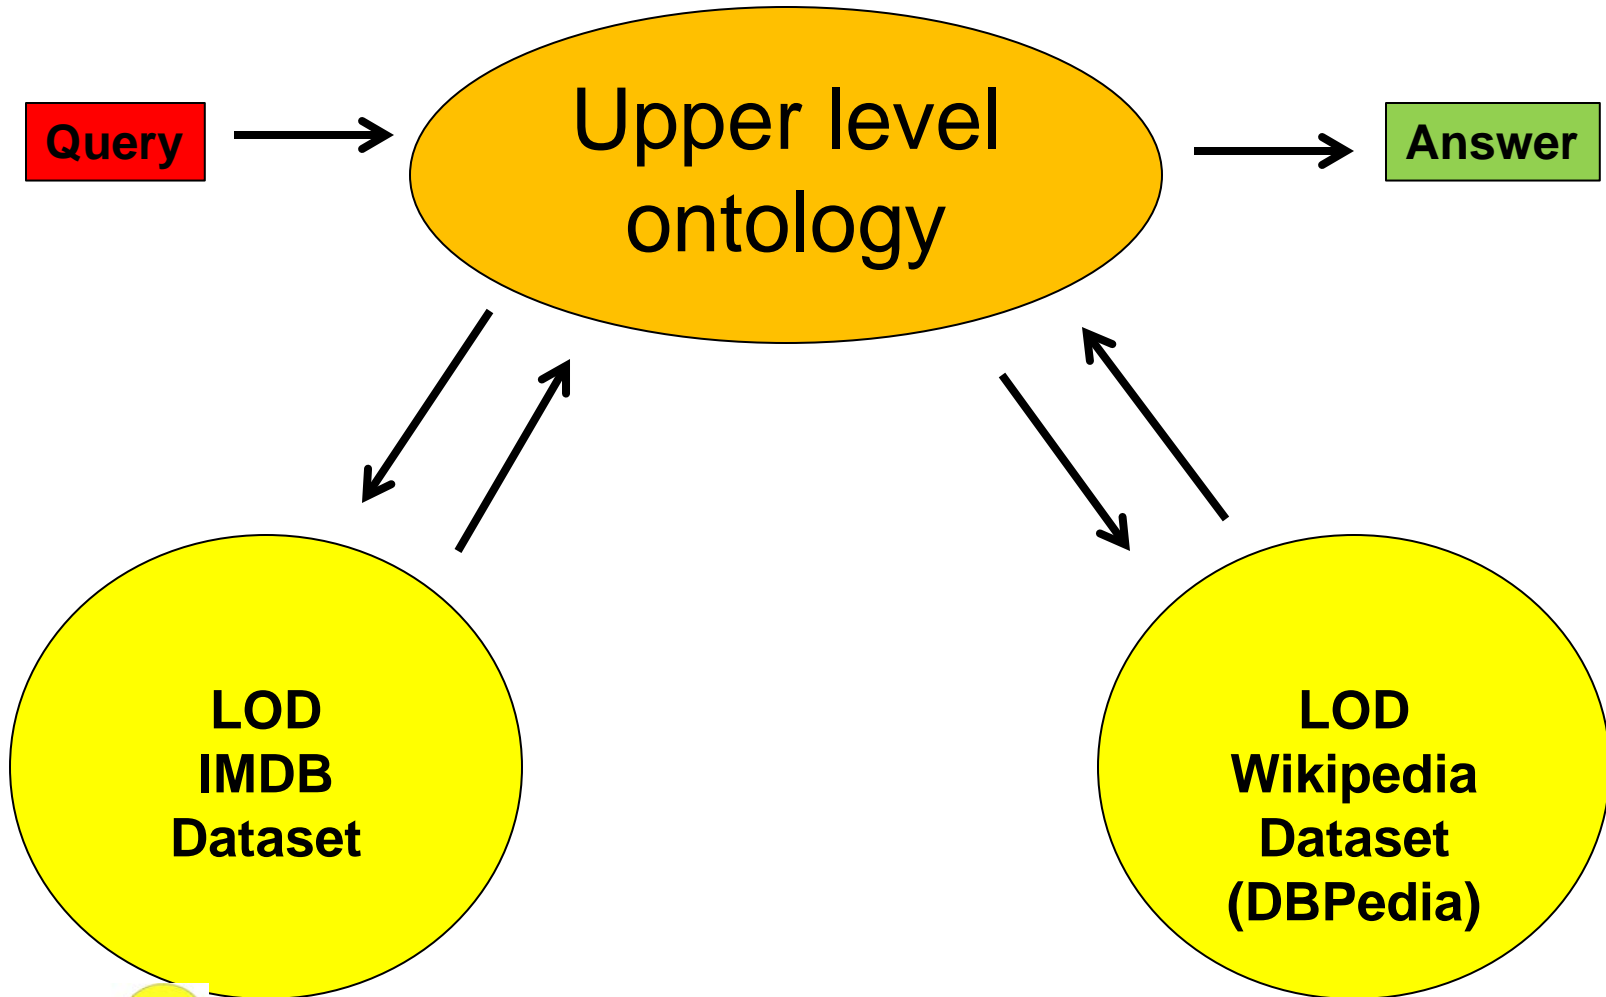 Query
Upper level
ontology
Answer
LOD
IMDB
Dataset
LOD
Wikipedia
Dataset
(DBPedia)